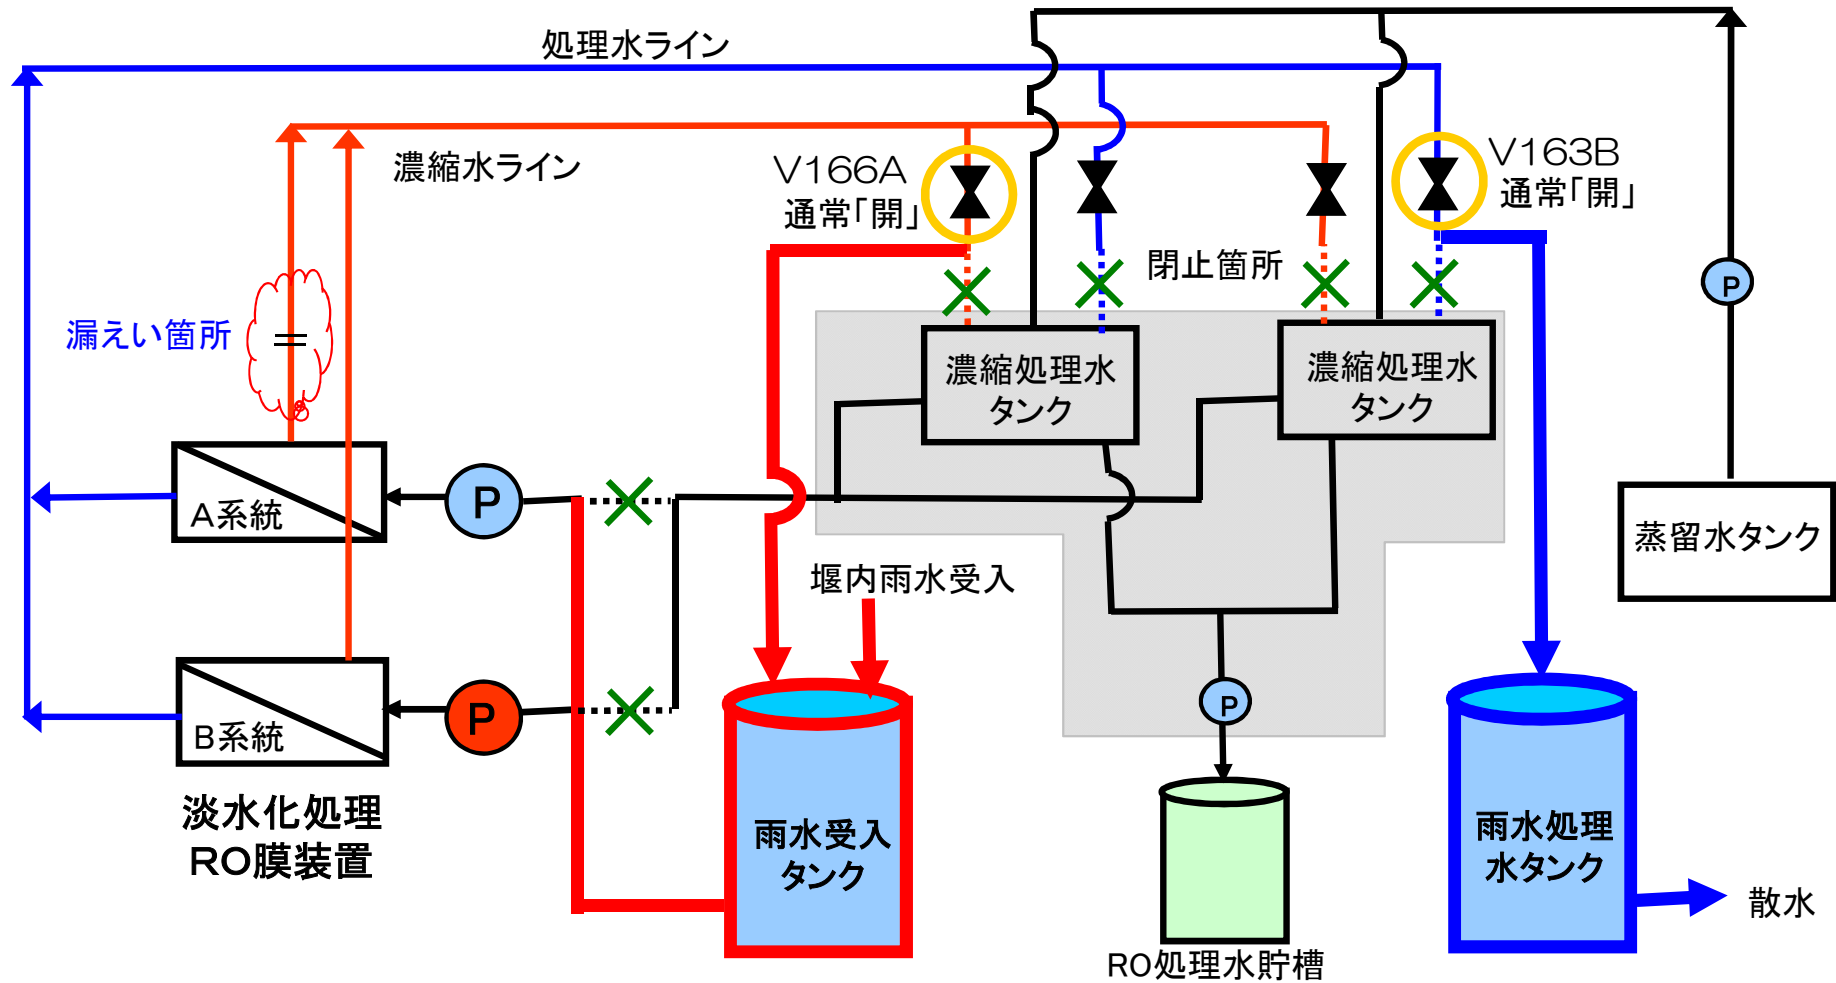 処理水ライン
濃縮水ライン
V166A
通常「開」
V163B
通常「開」
閉止箇所
漏えい箇所
P
濃縮処理水
タンク
濃縮処理水
タンク
A系統
P
蒸留水タンク
堰内雨水受入
B系統
P
P
淡水化処理
RO膜装置
雨水受入
タンク
雨水処理
水タンク
散水
RO処理水貯槽